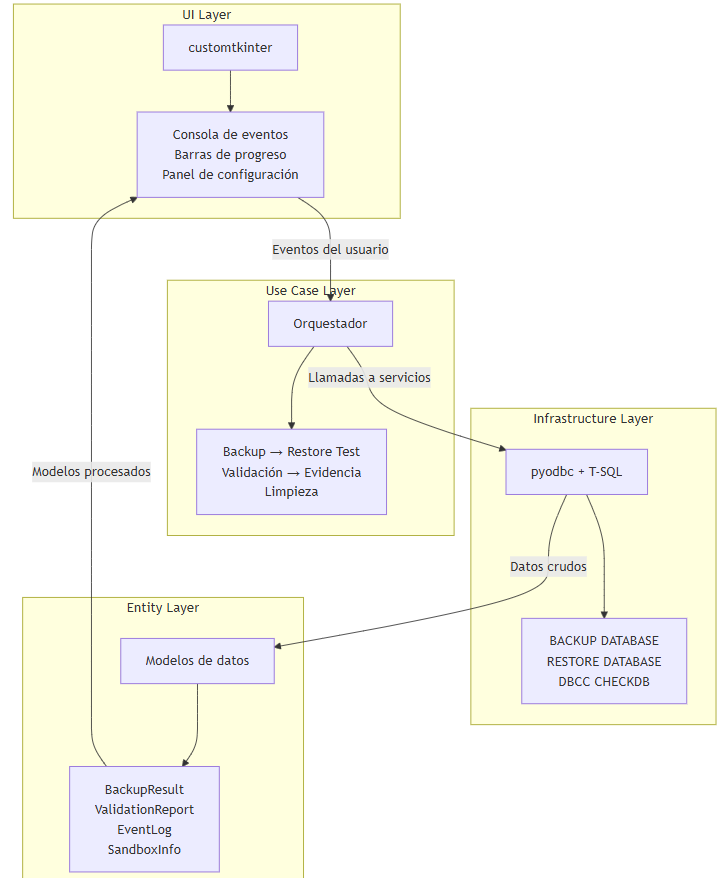 UI Layer
customtkinter
Consola de eventos
Barras de progreso
Panel de configuración
Eventos del usuario
Use Case Layer
Orquestador
Llamadas a servicios
Backup → Restore Test
Validación → Evidencia
Limpieza
Infrastructure Layer
pyodbc + T-SQL
Modelos procesados
Datos crudos
BACKUP DATABASE
RESTORE DATABASE
DBCC CHECKDB
Entity Layer
Modelos de datos
BackupResult
ValidationReport
EventLog
SandboxInfo